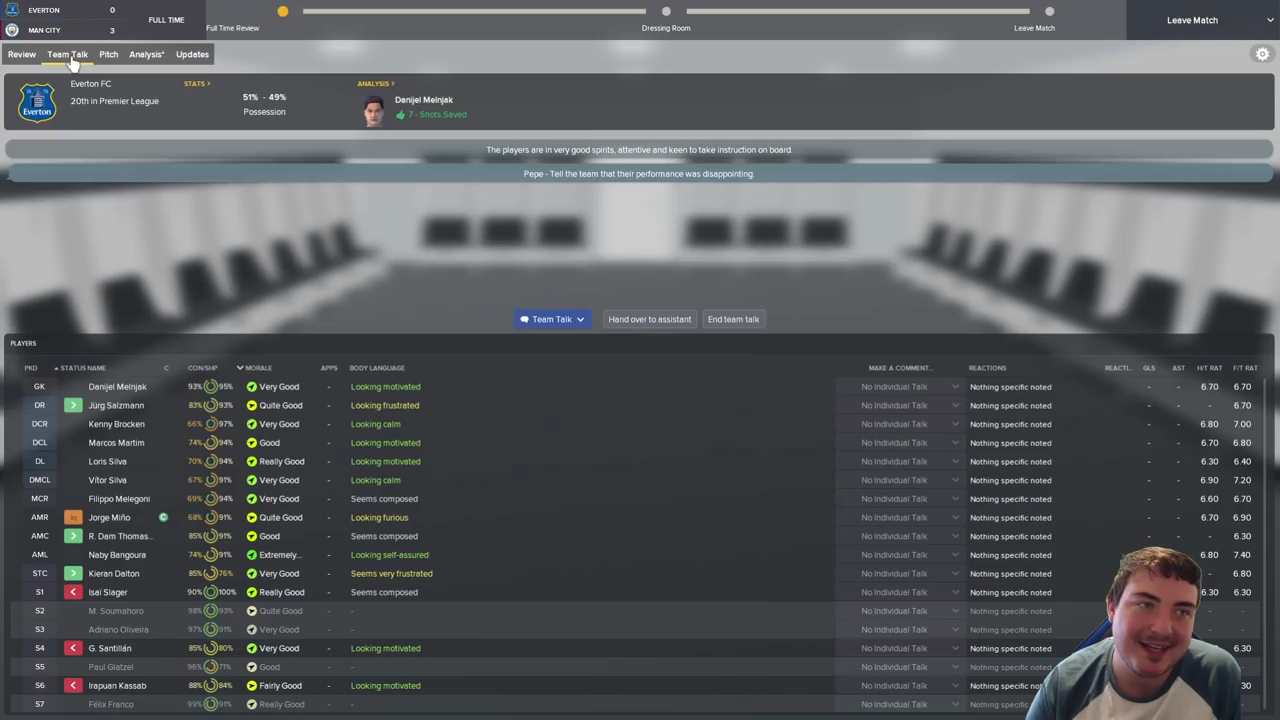 EVERTON 0
MAN CITY 3
FULL TIME
Full Time Review
Dressing Room
Leave Match
Leave Match
Review Team Talk Pitch Analysis* Updates
Everton
Everton FC
20th in Premier League
STATS >
51% - 49%
Possession
ANALYSIS >
Danijel Melnjak
7 - Shots Saved
The players are in very good spirits, attentive and keen to take instruction on board.
Pepe - Tell the team that their performance was disappointing.
Team Talk
Hand over to assistant
End team talk
PLAYERS
PKD STATUS NAME C CON/SHP MORALE APPS BODY LANGUAGE MAKE A COMMENT... REACTIONS REACTI... GLS AST H/T RAT F/T RAT
GK Danijel Melnjak 93% 95% Very Good - Looking motivated No Individual Talk Nothing specific noted - - 6.70 6.70
DR Jürg Salzmann 83% 93% Quite Good - Looking frustrated No Individual Talk Nothing specific noted - - 6.70
DCR Kenny Brocken 66% 97% Very Good - Looking calm No Individual Talk Nothing specific noted - - 6.80 7.00
DCL Marcos Martim 74% 94% Good - Looking motivated No Individual Talk Nothing specific noted - - 6.70 6.80
DL Loris Silva 70% 94% Really Good - Looking motivated No Individual Talk Nothing specific noted - - 6.30 6.40
DMCL Vítor Silva 67% 91% Very Good - Looking calm No Individual Talk Nothing specific noted - - 6.90 7.20
MCR Filippo Melegoni 69% 94% Very Good - Seems composed No Individual Talk Nothing specific noted - - 6.60 6.70
AMR Inj Jorge Miño C 68% 91% Quite Good - Looking furious No Individual Talk Nothing specific noted - - 6.70 6.90
AMC R. Dam Thomas... 85% 91% Good - Seems composed No Individual Talk Nothing specific noted - - 6.30
AML Naby Bangoura 74% 91% Extremely... - Looking self-assured No Individual Talk Nothing specific noted - - 6.80 7.40
STC Kieran Dalton 85% 76% Very Good - Seems very frustrated No Individual Talk Nothing specific noted - 6.80
S1 Isai Slager 90% 100% Really Good - Seems composed No Individual Talk Nothing specific noted 6.30 6.30
S2 M. Soumahoro 98% 93% Quite Good - - No Individual Talk Nothing specific noted - -
S3 Adriano Oliveira 97% 91% Very Good - - No Individual Talk Nothing specific noted - -
S4 G. Santillán 85% 80% Very Good - Looking motivated No Individual Talk Nothing specific noted 6.30
S5 Paul Glatzel 96% 71% Good - - No Individual Talk Nothing specific noted - -
S6 Irapuan Kassab 88% 84% Fairly Good - Looking motivated No Individual Talk Nothing specific no 30
S7 Félix Franco 99% 91% Really Good - - No Individual Talk Nothing specific no -